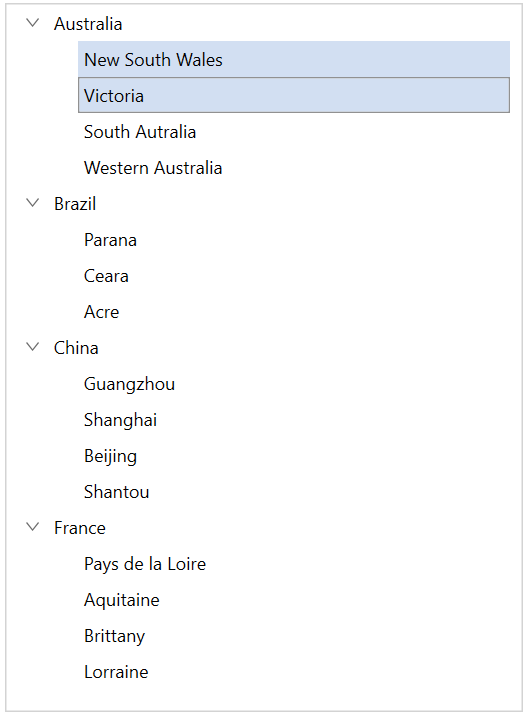 Australia
New South Wales
Victoria
South Autralia
Western Australia
Brazil
Parana
Ceara
Acre
China
Guangzhou
Shanghai
Beijing
Shantou
France
Pays de la Loire
Aquitaine
Brittany
Lorraine